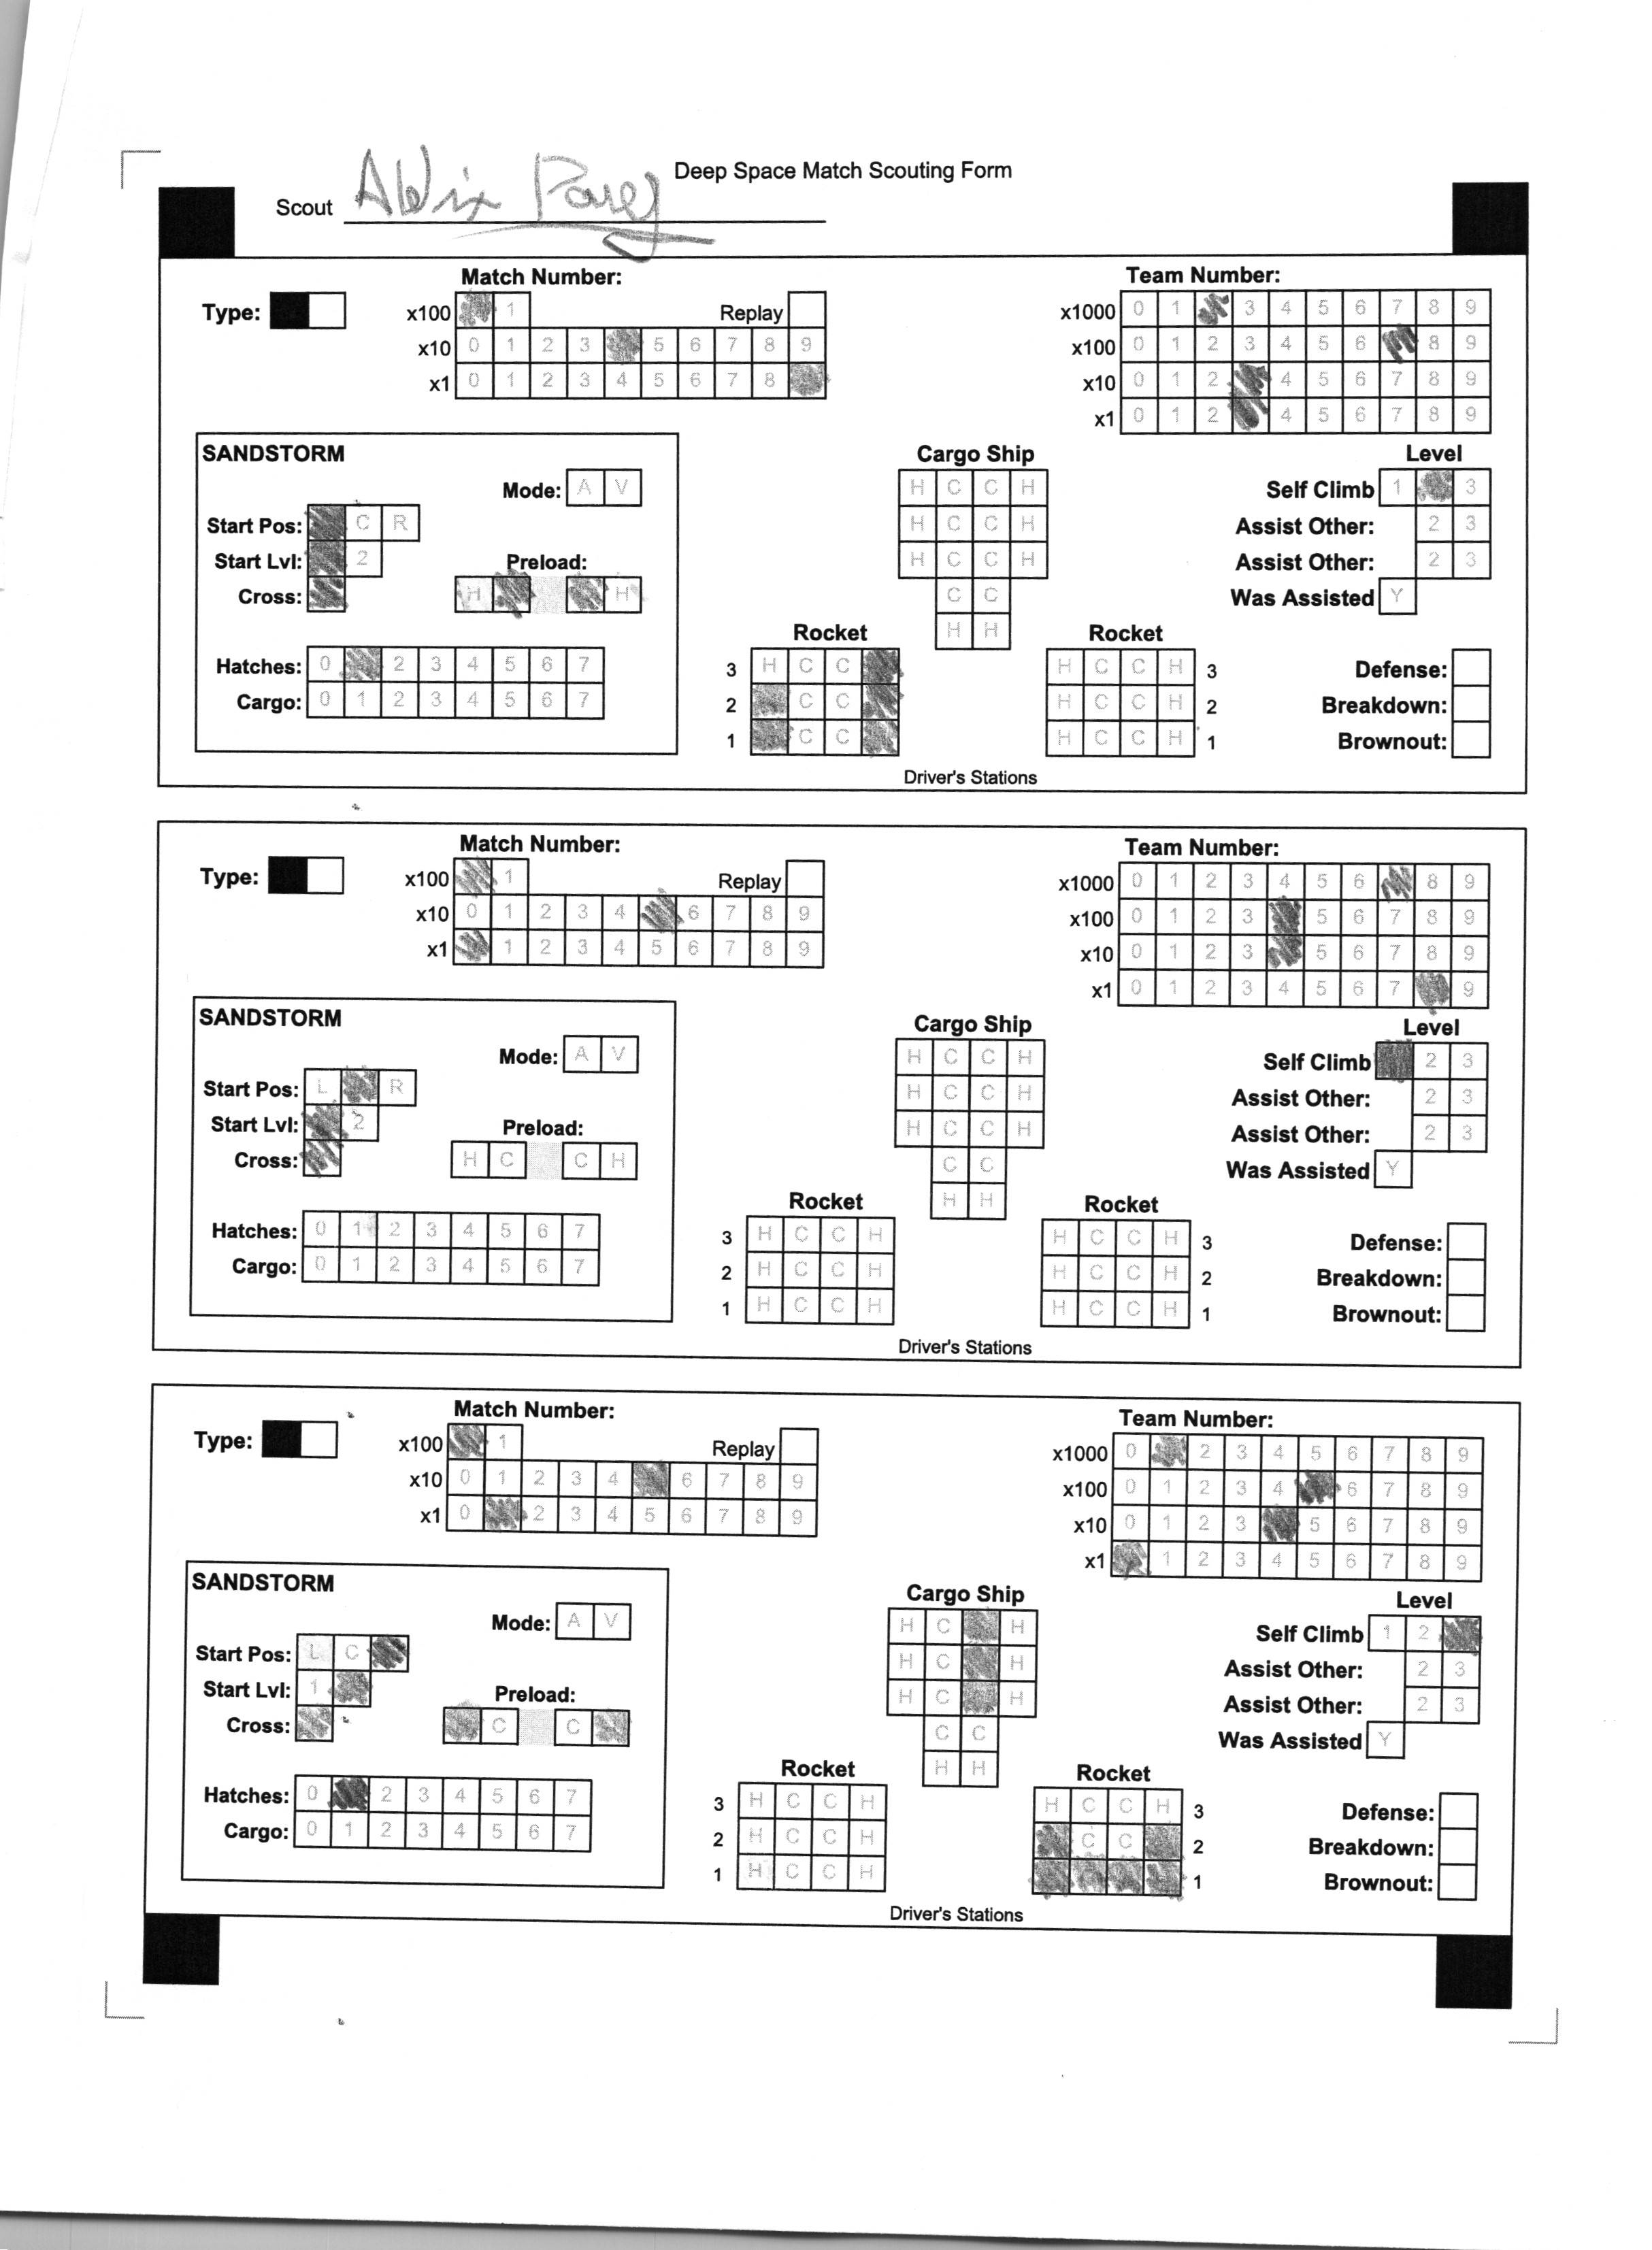 Deep Space Match Scouting Form
Scout
Match Number:
Team Number:
Type:
x100 1 Replay
x10 0 1 2 3 5 6 7 8 9
x1 0 1 2 3 4 5 6 7 8
x1000 0 1 3 4 5 6 7 8 9
x100 0 1 2 3 4 5 6 8 9
x10 0 1 2 4 5 6 7 8 9
x1 0 1 2 4 5 6 7 8 9
SANDSTORM
Mode: A V
Start Pos: C R
Start Lvl: 2
Preload:
Cross: H H
Hatches: 0 2 3 4 5 6 7
Cargo: 0 1 2 3 4 5 6 7
Cargo Ship
H C C H
H C C H
H C C H
C C
H H
Rocket
3 H C C
2 C C
1 C C
Rocket
H C C H 3
H C C H 2
H C C H 1
Driver's Stations
Level
Self Climb 1 3
Assist Other: 2 3
Assist Other: 2 3
Was Assisted Y
Defense:
Breakdown:
Brownout:
Match Number:
Team Number:
Type:
x100 1 Replay
x10 0 1 2 3 4 6 7 8 9
x1 1 2 3 4 5 6 7 8 9
x1000 0 1 2 3 4 5 6 8 9
x100 0 1 2 3 5 6 7 8 9
x10 0 1 2 3 5 6 7 8 9
x1 0 1 2 3 4 5 6 7 9
SANDSTORM
Mode: A V
Start Pos: L R
Start Lvl: 2
Preload:
Cross: H C C H
Hatches: 0 1 2 3 4 5 6 7
Cargo: 0 1 2 3 4 5 6 7
Cargo Ship
H C C H
H C C H
H C C H
C C
H H
Rocket
3 H C C H
2 H C C H
1 H C C H
Rocket
H C C H 3
H C C H 2
H C C H 1
Driver's Stations
Level
Self Climb 2 3
Assist Other: 2 3
Assist Other: 2 3
Was Assisted Y
Defense:
Breakdown:
Brownout:
Match Number:
Team Number:
Type:
x100 1 Replay
x10 0 1 2 3 4 6 7 8 9
x1 0 2 3 4 5 6 7 8 9
x1000 0 2 3 4 5 6 7 8 9
x100 0 1 2 3 4 6 7 8 9
x10 0 1 2 3 5 6 7 8 9
x1 1 2 3 4 5 6 7 8 9
SANDSTORM
Mode: A V
Start Pos: L C
Start Lvl: 1
Preload:
Cross: C C
Hatches: 0 2 3 4 5 6 7
Cargo: 0 1 2 3 4 5 6 7
Cargo Ship
H C H
H C H
H C H
C C
H H
Rocket
3 H C C H
2 H C C H
1 H C C H
Rocket
H C C H 3
C C 2
1
Driver's Stations
Level
Self Climb 1 2
Assist Other: 2 3
Assist Other: 2 3
Was Assisted Y
Defense:
Breakdown:
Brownout: